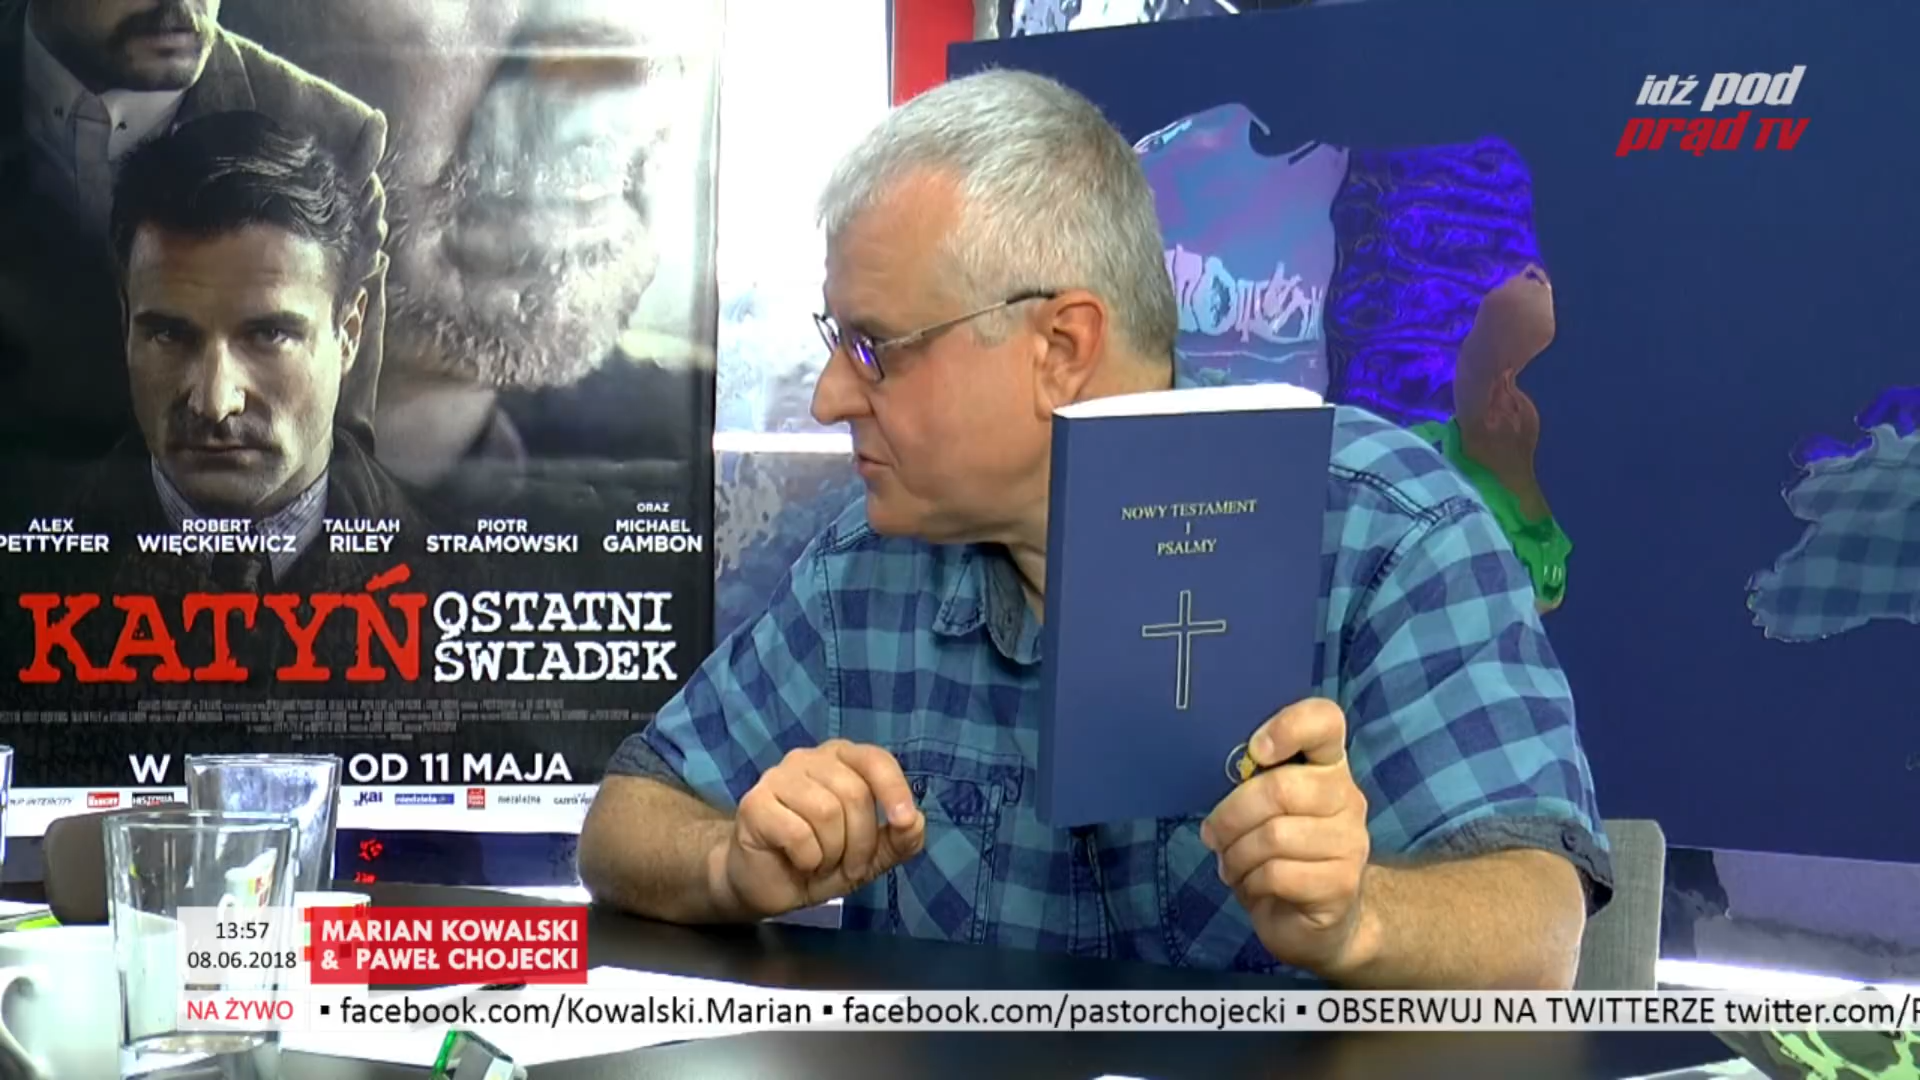 idź pod
prąd TV
NOWY TESTAMENT
I
PSALMY
ALEX
PETTYFER
ROBERT
WIĘCKIEWICZ
TALULAH
RILEY
PIOTR
STRAMOWSKI
ORAZ
MICHAEL
GAMBON
KATYŃ
OSTATNI
ŚWIADEK
W OD 11 MAJA
niedziela
niezależna
13:57
08.06.2018
MARIAN KOWALSKI
& PAWEŁ CHOJECKI
NA ŻYWO
▪ facebook.com/Kowalski.Marian ▪ facebook.com/pastorchojecki ▪ OBSERWUJ NA TWITTERZE twitter.com/